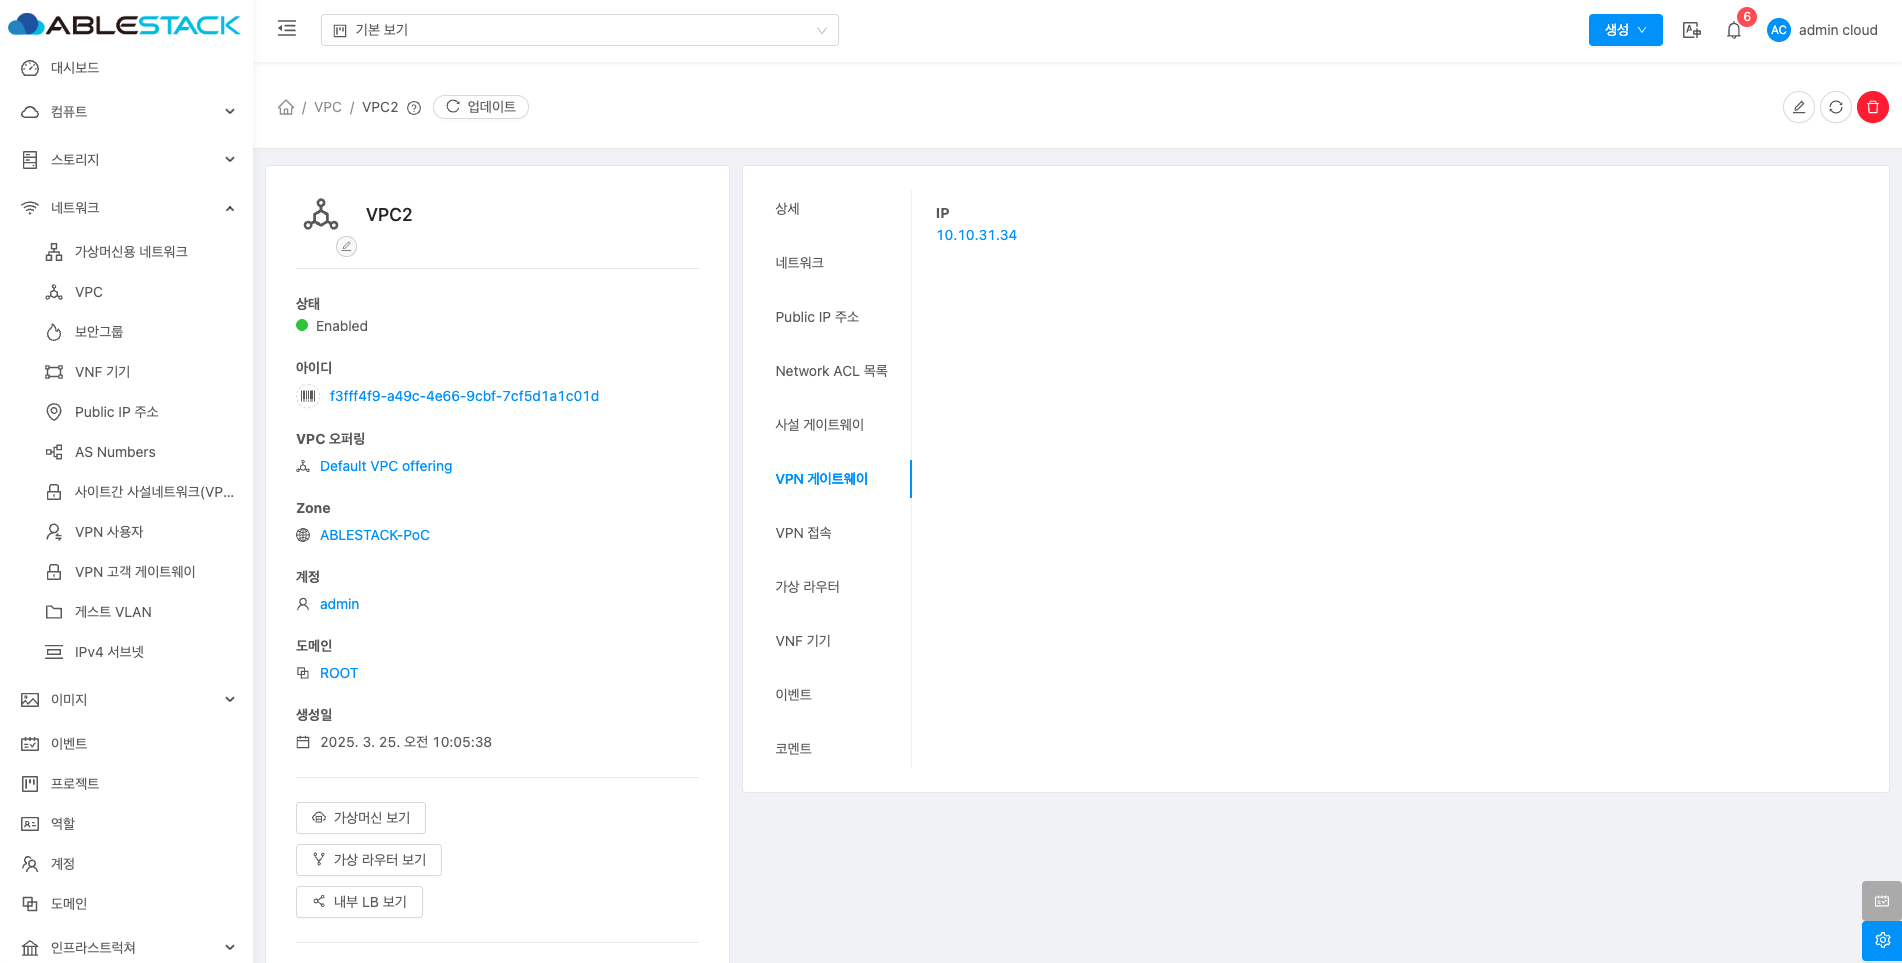 ABLESTACK
대시보드
컴퓨트
스토리지
네트워크
가상머신용 네트워크
VPC
보안그룹
VNF 기기
Public IP 주소
AS Numbers
사이트간 사설네트워크(VP...
VPN 사용자
VPN 고객 게이트웨이
게스트 VLAN
IPv4 서브넷
이미지
이벤트
프로젝트
역할
계정
도메인
인프라스트럭쳐
기본 보기
생성
6
AC
admin cloud
/ VPC / VPC2
업데이트
VPC2
상태
Enabled
아이디
f3fff4f9-a49c-4e66-9cbf-7cf5d1a1c01d
VPC 오퍼링
Default VPC offering
Zone
ABLESTACK-PoC
계정
admin
도메인
ROOT
생성일
2025. 3. 25. 오전 10:05:38
가상머신 보기
가상 라우터 보기
내부 LB 보기
상세
네트워크
Public IP 주소
Network ACL 목록
사설 게이트웨이
VPN 게이트웨이
VPN 접속
가상 라우터
VNF 기기
이벤트
코멘트
IP
10.10.31.34